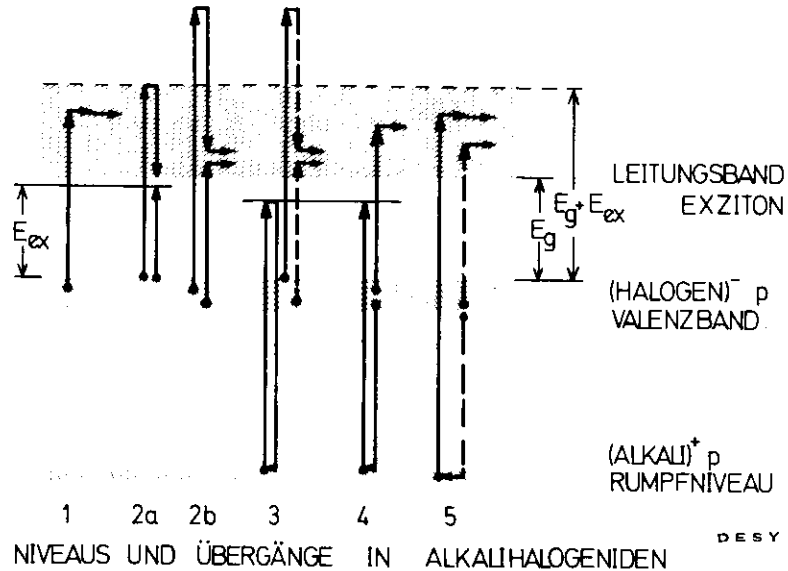 LEITUNGSBAND
EXZITON
E_ex
E_g
E_g + E_ex
(HALOGEN)⁻ p
VALENZBAND
(ALKALI)⁺ p
RUMPFNIVEAU
1 2a 2b 3 4 5
DESY
NIVEAUS UND ÜBERGÄNGE IN ALKALIHALOGENIDEN